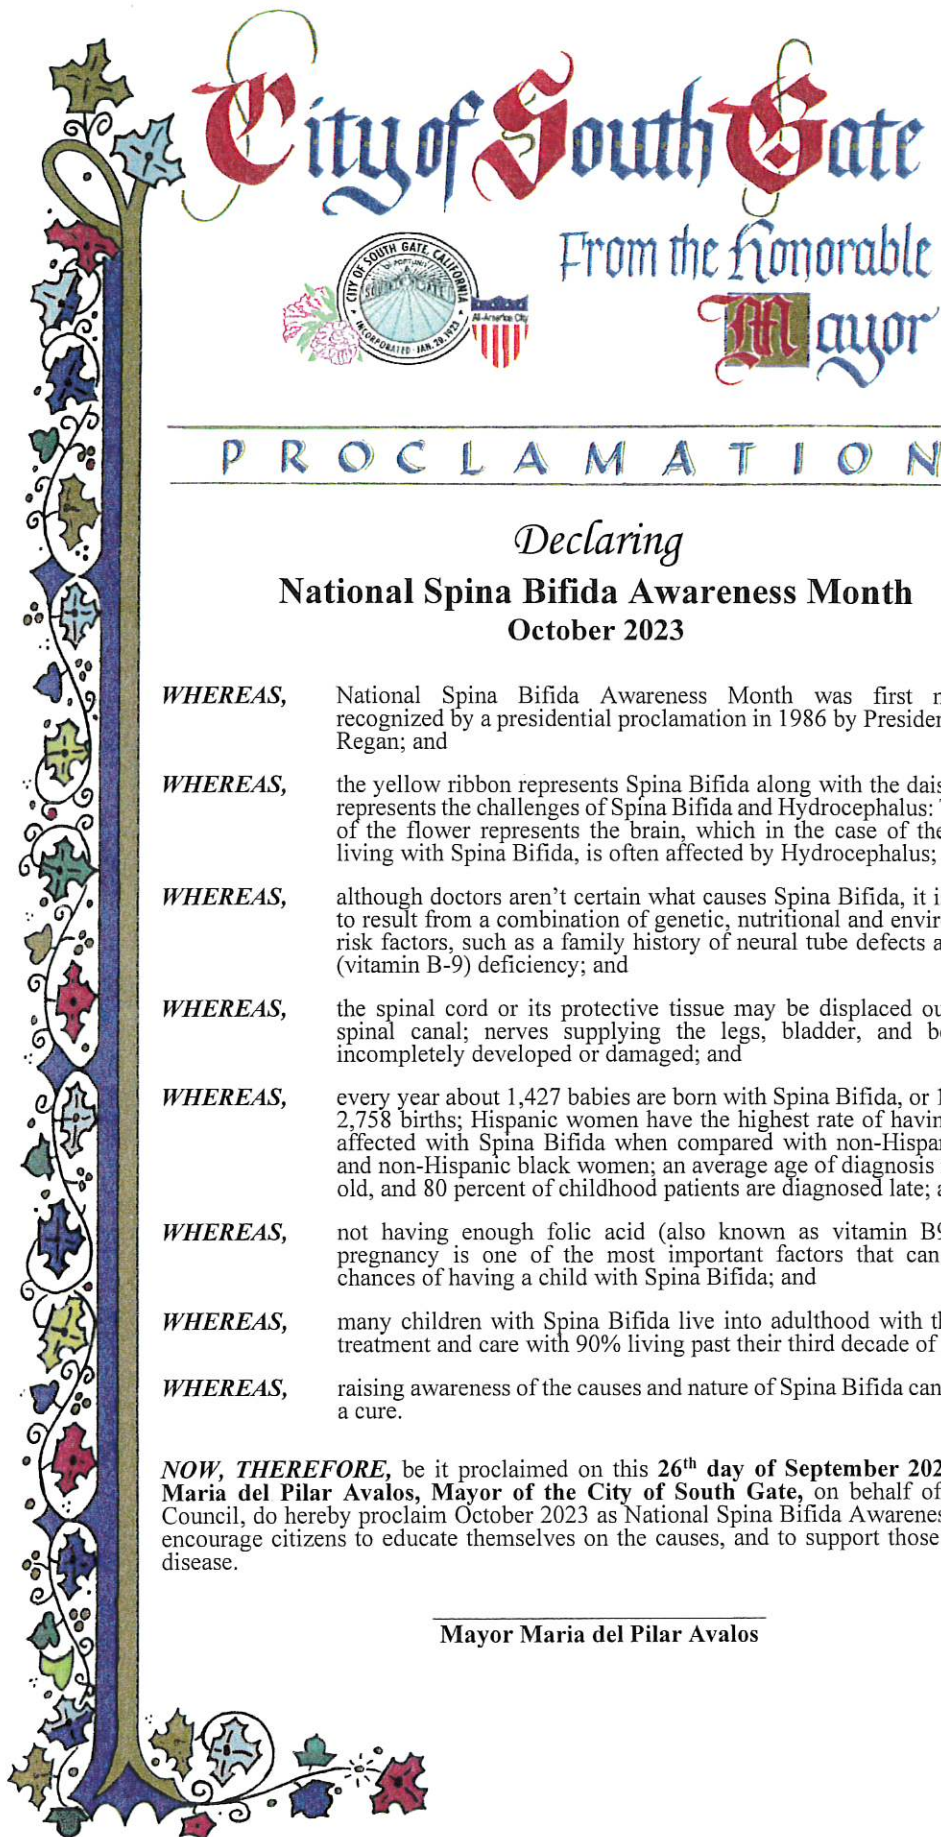 City of South Gate
From the Honorable
Mayor
CITY OF SOUTH GATE, CALIFORNIA
SOUTH GATE
INCORPORATED · JAN. 20, 1923
All-America City
PROCLAMATION
Declaring
National Spina Bifida Awareness Month
October 2023
WHEREAS, National Spina Bifida Awareness Month was first
recognized by a presidential proclamation in 1986 by
Regan; and
WHEREAS, the yellow ribbon represents Spina Bifida along with the
represents the challenges of Spina Bifida and Hydrocephalus:
of the flower represents the brain, which in the case of
living with Spina Bifida, is often affected by Hydrocephalus;
WHEREAS, although doctors aren’t certain what causes Spina Bifida, it
to result from a combination of genetic, nutritional and
risk factors, such as a family history of neural tube defects
(vitamin B-9) deficiency; and
WHEREAS, the spinal cord or its protective tissue may be displaced
spinal canal; nerves supplying the legs, bladder, and
incompletely developed or damaged; and
WHEREAS, every year about 1,427 babies are born with Spina Bifida, or
2,758 births; Hispanic women have the highest rate of
affected with Spina Bifida when compared with
and non-Hispanic black women; an average age of diagnosis
old, and 80 percent of childhood patients are diagnosed late;
WHEREAS, not having enough folic acid (also known as vitamin
pregnancy is one of the most important factors that can
chances of having a child with Spina Bifida; and
WHEREAS, many children with Spina Bifida live into adulthood with
treatment and care with 90% living past their third decade of
WHEREAS, raising awareness of the causes and nature of Spina Bifida can
a cure.
NOW, THEREFORE, be it proclaimed on this 26th day of September
Maria del Pilar Avalos, Mayor of the City of South Gate, on behalf of
Council, do hereby proclaim October 2023 as National Spina Bifida
encourage citizens to educate themselves on the causes, and to support those
disease.
Mayor Maria del Pilar Avalos